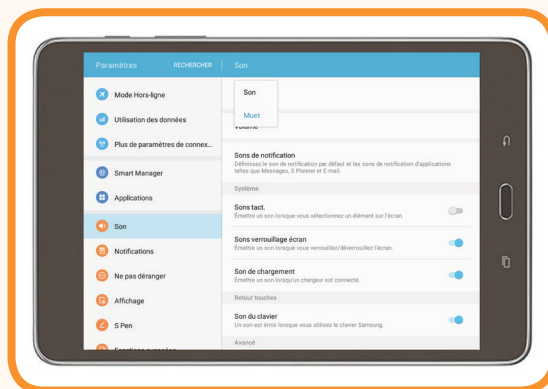 Paramètres RECHERCHER Son
Mode Hors-ligne
Utilisation des données
Plus de paramètres de connex...
Smart Manager
Applications
Son
Notifications
Ne pas déranger
Affichage
S Pen
Fonctions avancées
Son
Muet
Volume
Sons de notification
Définissez le son de notification par défaut et les sons de notification d'applications
telles que Messages, S Planner et E-mail.
Système
Sons tact.
Émettre un son lorsque vous sélectionnez un élément sur l'écran.
Sons verrouillage écran
Émettre un son lorsque vous verrouillez/déverrouillez l'écran.
Son de chargement
Émettre un son lorsqu'un chargeur est connecté.
Retour touches
Son du clavier
Un son est émis lorsque vous utilisez le clavier Samsung.
Avancé